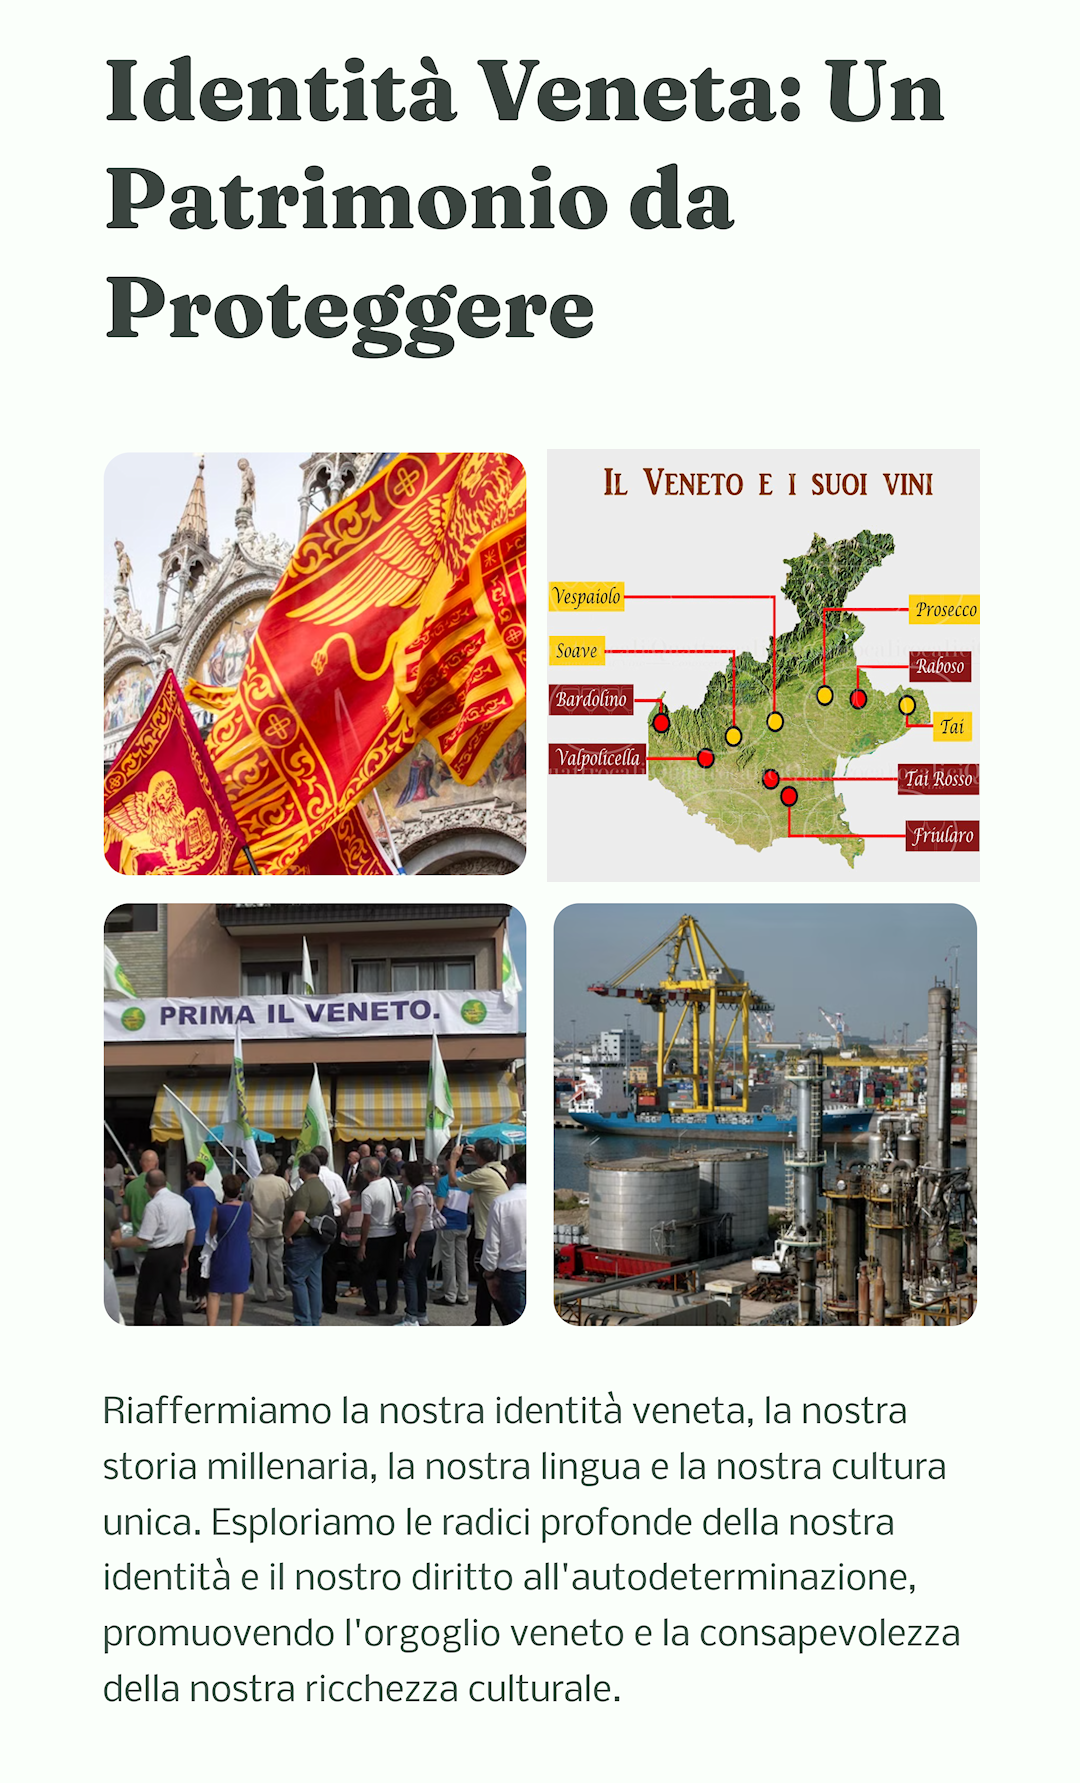 Identità Veneta: Un
Patrimonio da
Proteggere
Il Veneto e i suoi vini
Vespaiolo
Prosecco
Soave
Raboso
Bardolino
Tai
Valpolicella
Tai Rosso
Friularo
PRIMA IL VENETO.
Riaffermiamo la nostra identità veneta, la nostra
storia millenaria, la nostra lingua e la nostra cultura
unica. Esploriamo le radici profonde della nostra
identità e il nostro diritto all'autodeterminazione,
promuovendo l'orgoglio veneto e la consapevolezza
della nostra ricchezza culturale.